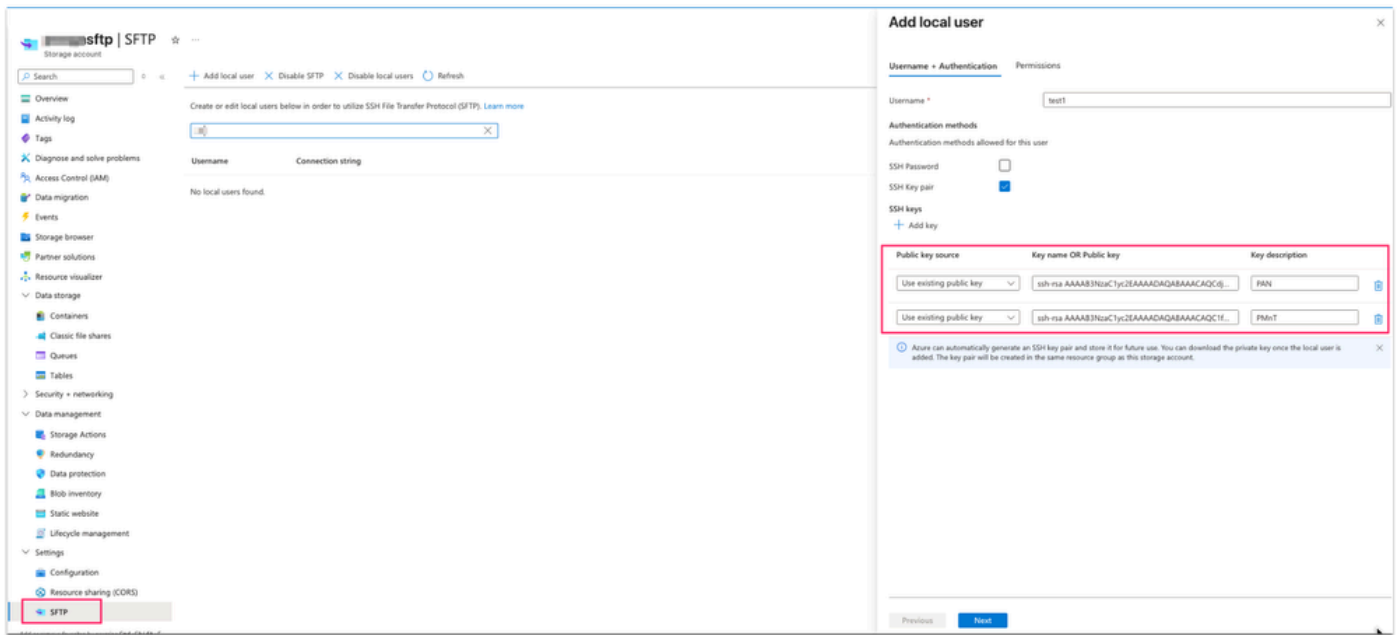 sftp | SFTP
Storage account
Search
Overview
Activity log
Tags
Diagnose and solve problems
Access Control (IAM)
Data migration
Events
Storage browser
Partner solutions
Resource visualizer
Data storage
Containers
Classic file shares
Queues
Tables
Security + networking
Data management
Storage Actions
Redundancy
Data protection
Blob inventory
Static website
Lifecycle management
Settings
Configuration
Resource sharing (CORS)
SFTP
Add local user
Disable SFTP
Disable local users
Refresh
Create or edit local users below in order to utilize SSH File Transfer Protocol (SFTP). Learn more
Username Connection string
No local users found.
Add local user
Username + Authentication Permissions
Username * test1
Authentication methods
Authentication methods allowed for this user
SSH Password
SSH Key pair
SSH keys
Add key
Public key source Key name OR Public key Key description
Use existing public key ssh-rsa AAAAB3NzaC1yc2EAAAADAQABAAACAQCdj... PAN
Use existing public key ssh-rsa AAAAB3NzaC1yc2EAAAADAQABAAACAQC1f... PMnT
Azure can automatically generate an SSH key pair and store it for future use. You can download the private key once the local user is
added. The key pair will be created in the same resource group as this storage account.
Previous Next